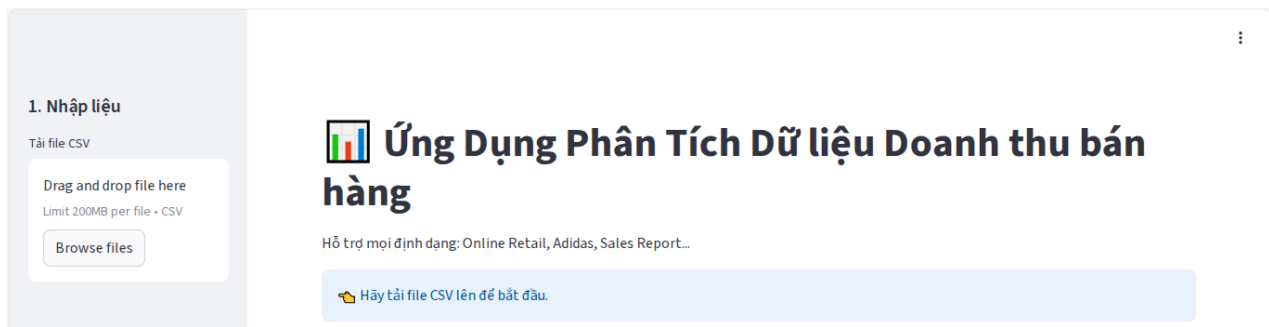 1. Nhập liệu
Tải file CSV
Drag and drop file here
Limit 200MB per file • CSV
Browse files
Ứng Dụng Phân Tích Dữ liệu Doanh thu bán
hàng
Hỗ trợ mọi định dạng: Online Retail, Adidas, Sales Report...
Hãy tải file CSV lên để bắt đầu.